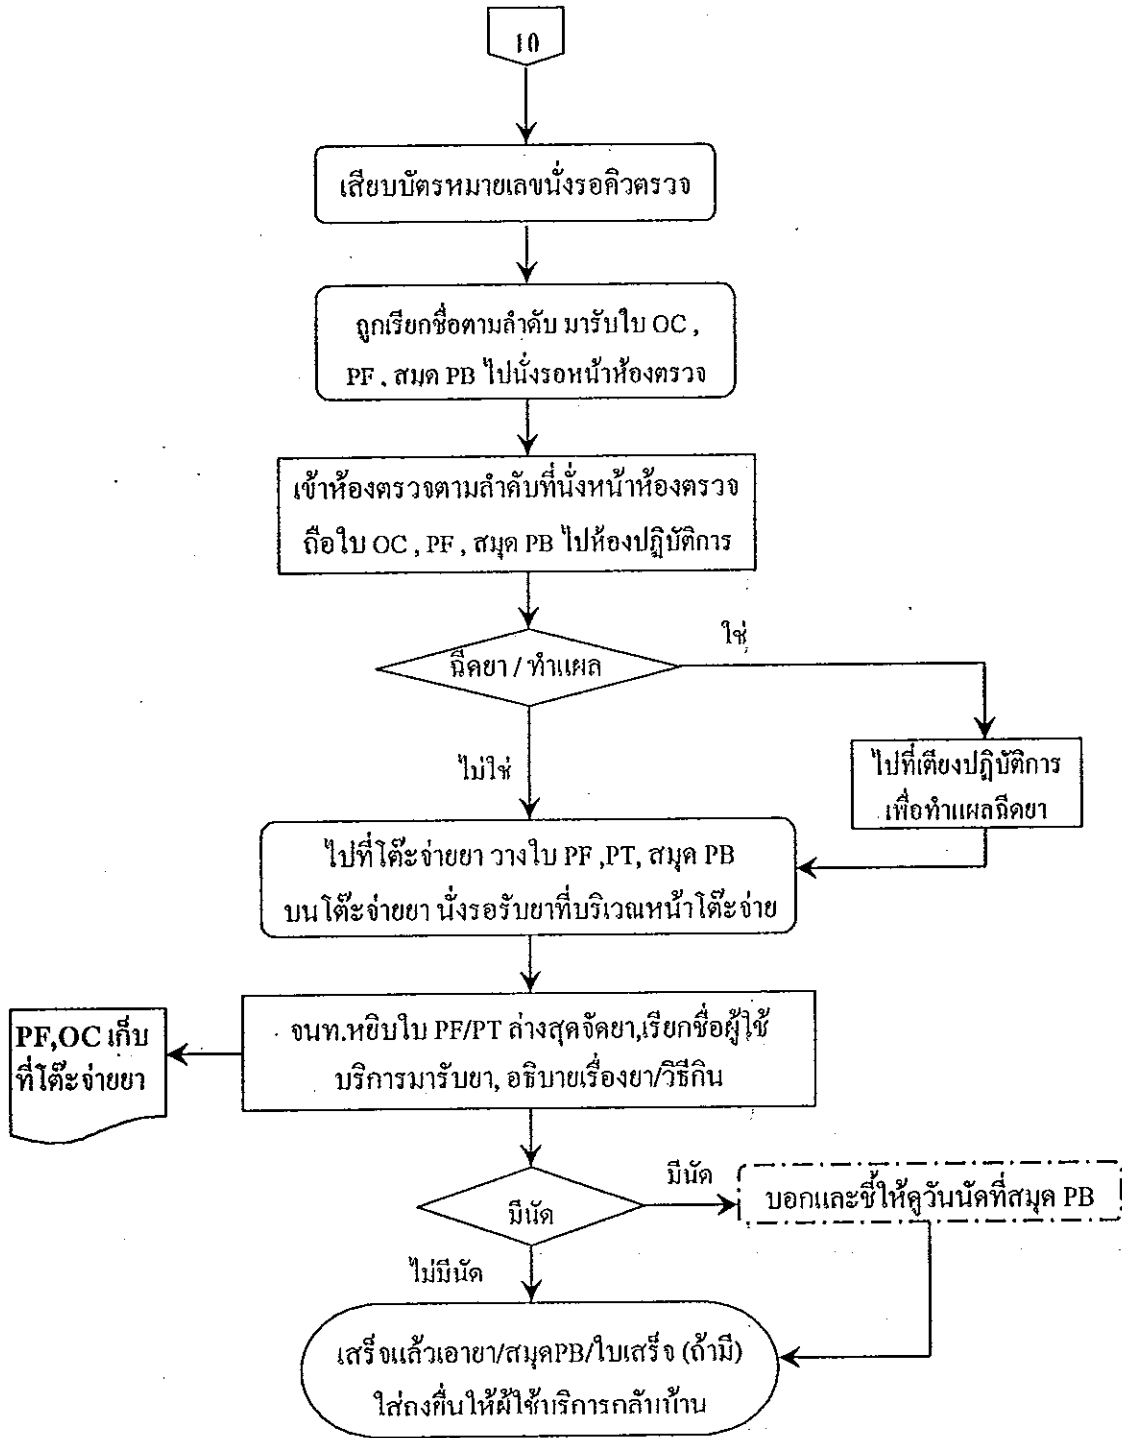 10
เสียบบัตรหมายเลขนั่งรอคิวตรวจ
ถูกเรียกชื่อตามลำดับ มารับใบ OC ,
PF , สมุด PB ไปนั่งรอหน้าห้องตรวจ
เข้าห้องตรวจตามลำดับที่นั่งหน้าห้องตรวจ
ถือใบ OC , PF , สมุด PB ไปห้องปฏิบัติการ
ฉีดยา / ทำแผล
ใช่
ไม่ใช่
ไปที่เตียงปฏิบัติการ
เพื่อทำแผลฉีดยา
ไปที่โต๊ะจ่ายยา วางใบ PF ,PT, สมุด PB
บนโต๊ะจ่ายยา นั่งรอรับยาที่บริเวณหน้าโต๊ะจ่าย
จนท.หยิบใบ PF/PT ล่างสุดจัดยา,เรียกชื่อผู้ใช้
บริการมารับยา, อธิบายเรื่องยา/วิธีกิน
PF,OC เก็บ
ที่โต๊ะจ่ายยา
มีนัด
มีนัด
บอกและชี้ให้ดูวันนัดที่สมุด PB
ไม่มีนัด
เสร็จแล้วเอายา/สมุดPB/ใบเสร็จ (ถ้ามี)
ใส่ถุงยื่นให้ผู้ใช้บริการกลับบ้าน